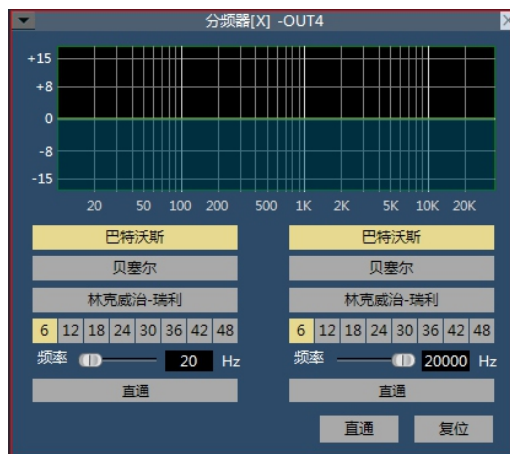 分频器[X] -OUT4
+15
+8
0
-8
-15
20 50 100 200 500 1K 2K 5K 10K 20K
巴特沃斯 巴特沃斯
贝塞尔 贝塞尔
林克威治-瑞利 林克威治-瑞利
6 12 18 24 30 36 42 48 6 12 18 24 30 36 42 48
频率 20 Hz 频率 20000 Hz
直通 直通
直通 复位